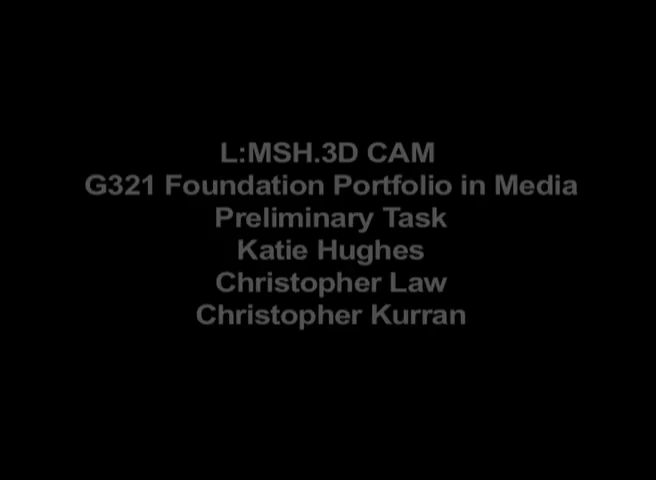 L:MSH.3D CAM
G321 Foundation Portfolio in Media
Preliminary Task
Katie Hughes
Christopher Law
Christopher Kurran